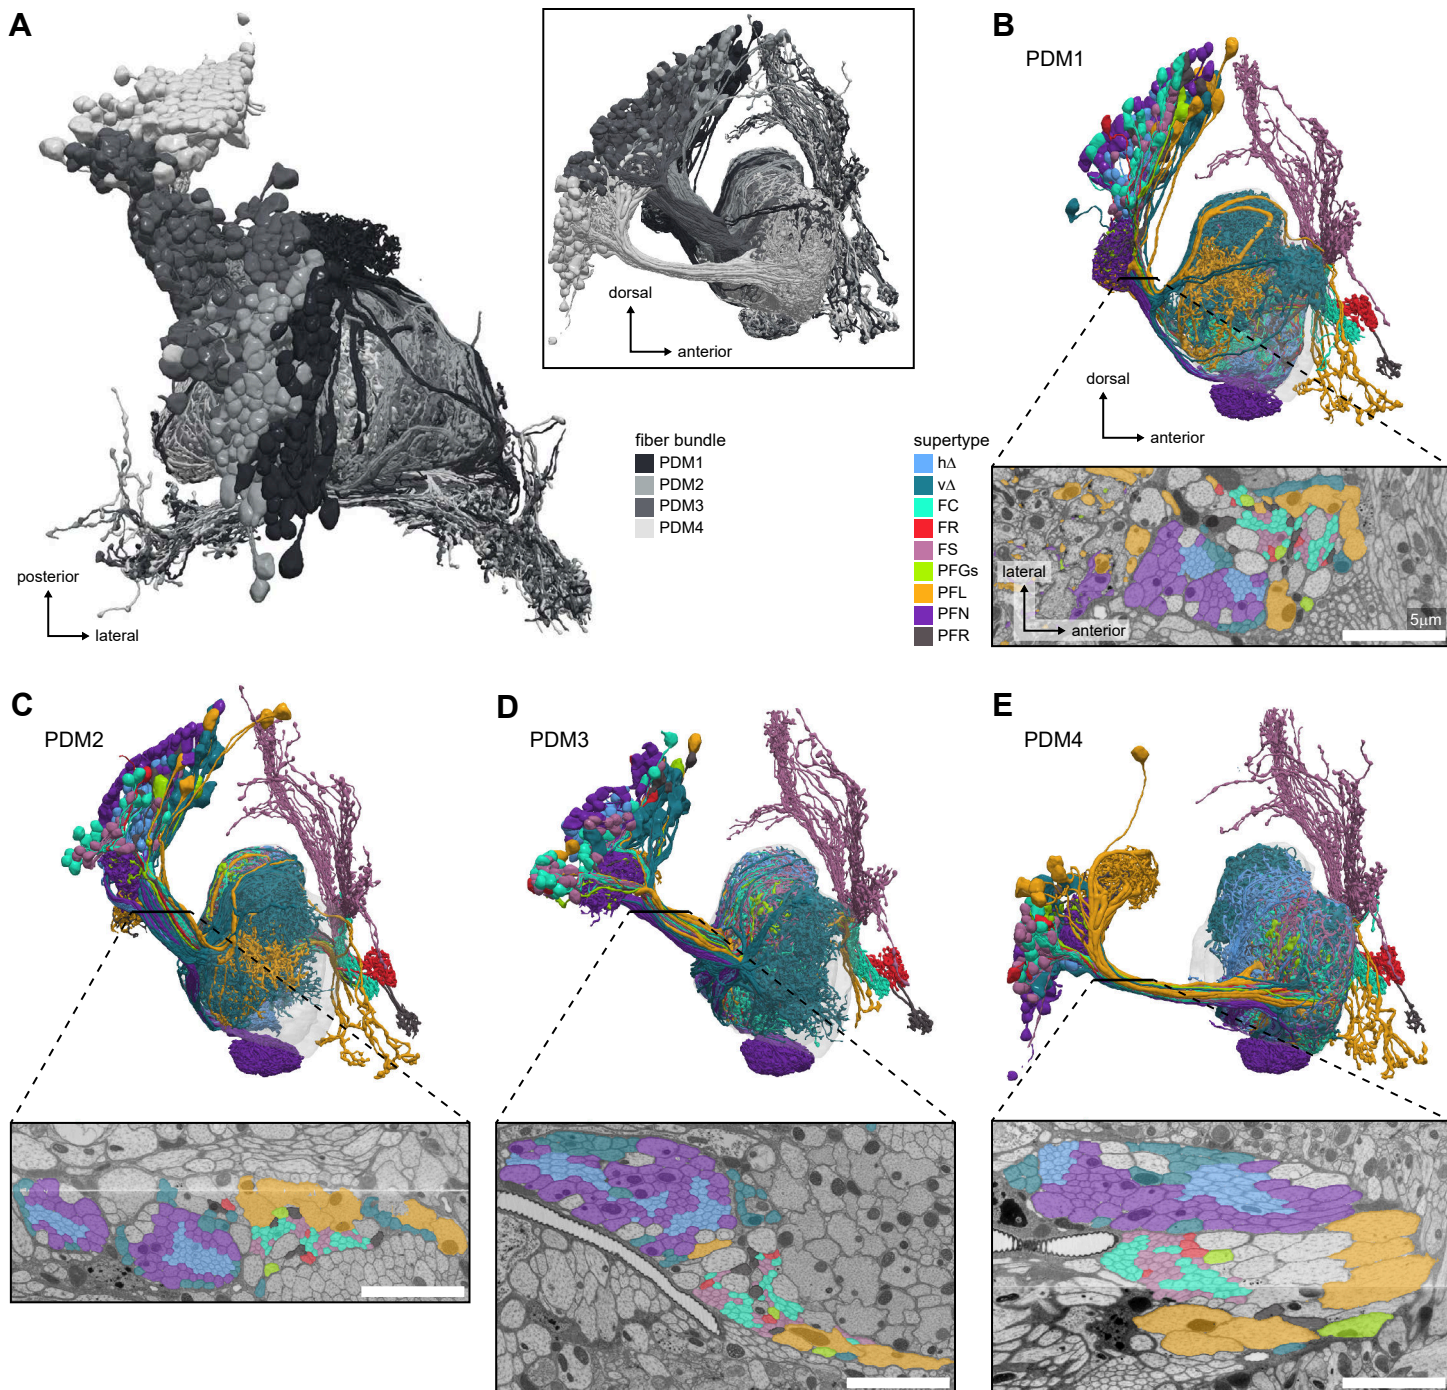 A
posterior
lateral
dorsal
anterior
fiber bundle
PDM1
PDM2
PDM3
PDM4
supertype
hΔ
vΔ
FC
FR
FS
PFGs
PFL
PFN
PFR
B
PDM1
dorsal
anterior
lateral
anterior
5μm
C
PDM2
D
PDM3
E
PDM4